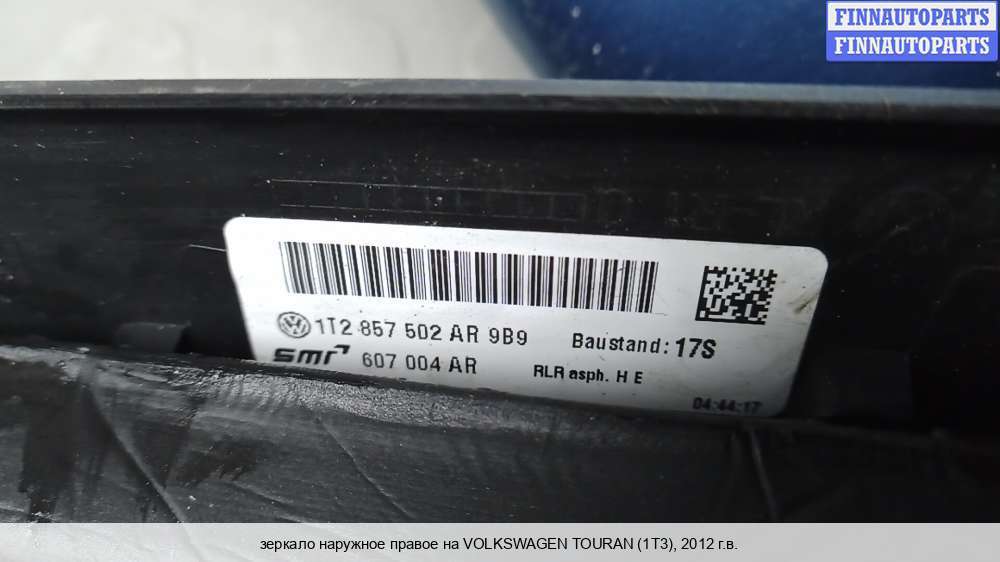 FINNAUTOPARTS
FINNAUTOPARTS
1T2 857 502 AR 9B9 Baustand: 17S
smr 607 004 AR RLR asph. H E
04:44:17
зеркало наружное правое на VOLKSWAGEN TOURAN (1T3), 2012 г.в.